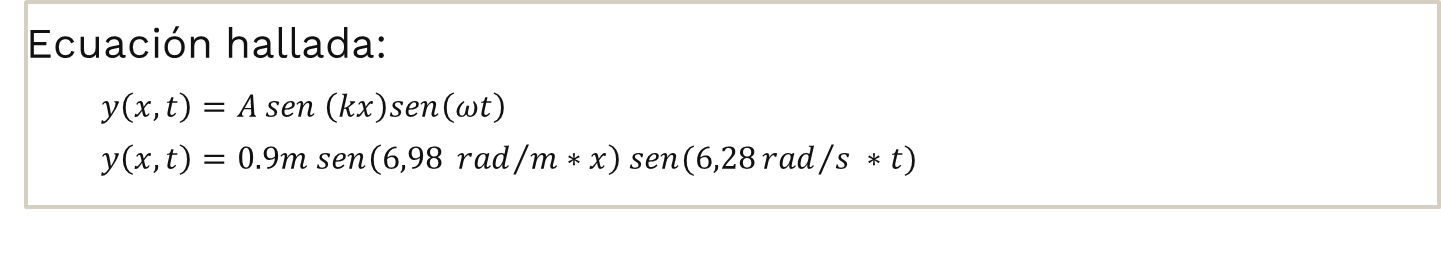 Ecuación hallada:
𝑦(𝑥, 𝑡) = 𝐴 𝑠𝑒𝑛 (𝑘𝑥)𝑠𝑒𝑛(𝜔𝑡)
𝑦(𝑥, 𝑡) = 0.9𝑚 𝑠𝑒𝑛(6,98 𝑟𝑎𝑑/𝑚 ∗ 𝑥) 𝑠𝑒𝑛(6,28 𝑟𝑎𝑑/𝑠 ∗ 𝑡)